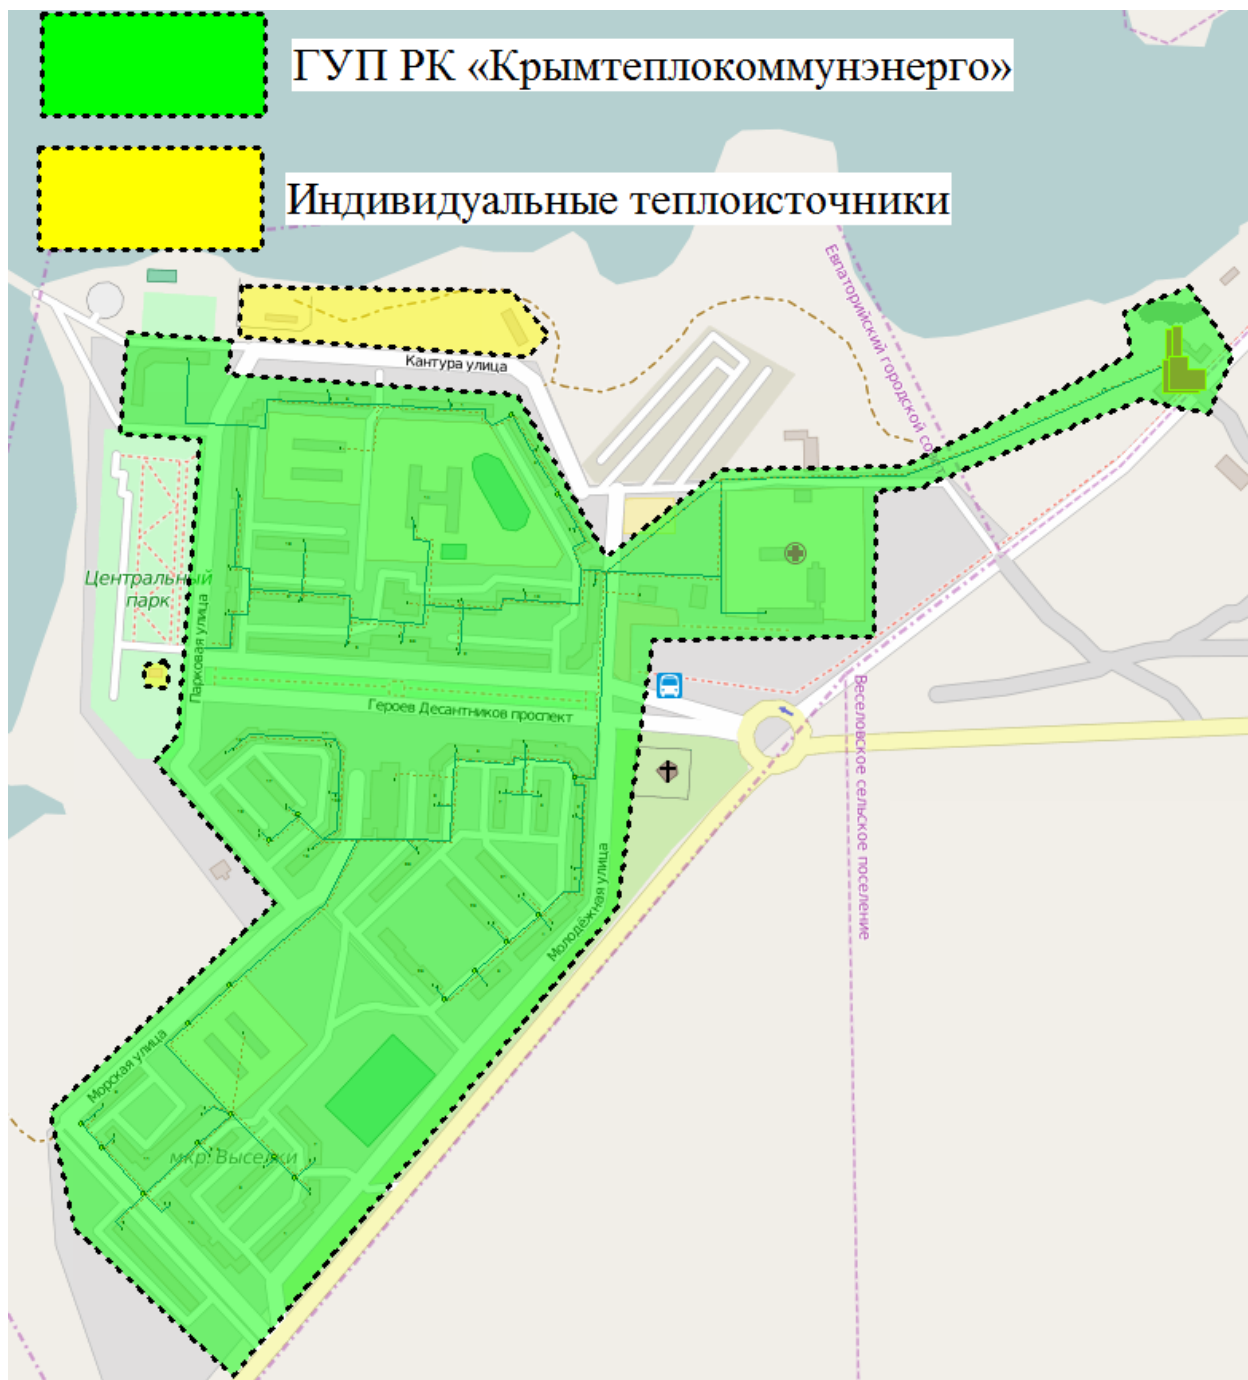 ГУП РК «Крымтеплокоммунэнерго»
Индивидуальные теплоисточники
Евпаторийский городской со
Кантура улица
Центральный
парк
Парковая улица
Героев Десантников проспект
Веселовское сельское поселение
Молодёжная улица
Морская улица
мкр. Выселки